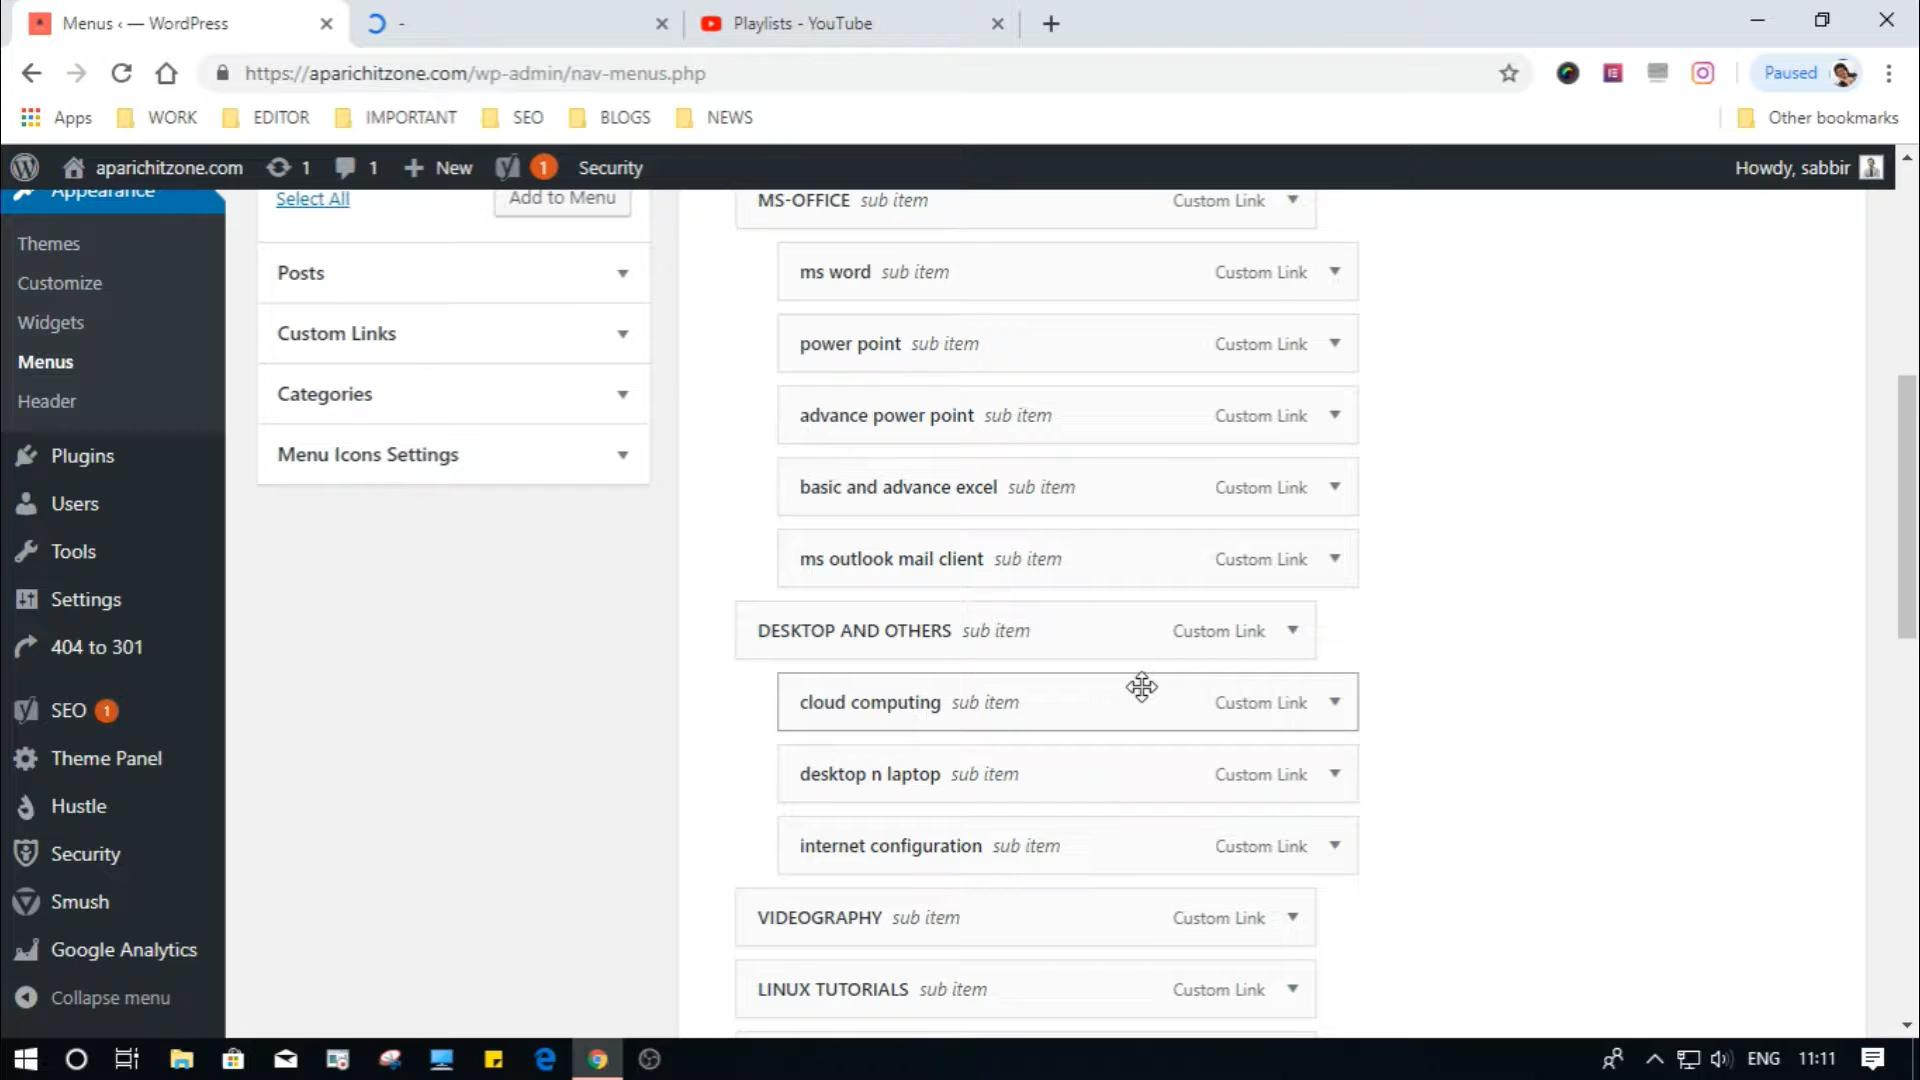 Menus ‹ — WordPress
-
Playlists - YouTube
https://aparichitzone.com/wp-admin/nav-menus.php
Paused
Apps WORK EDITOR IMPORTANT SEO BLOGS NEWS Other bookmarks
aparichitzone.com 1 1 New 1 Security Howdy, sabbir
Appearance
Themes
Customize
Widgets
Menus
Header
Plugins
Users
Tools
Settings
404 to 301
SEO 1
Theme Panel
Hustle
Security
Smush
Google Analytics
Collapse menu
Select All Add to Menu
Posts
Custom Links
Categories
Menu Icons Settings
MS-OFFICE sub item Custom Link
ms word sub item Custom Link
power point sub item Custom Link
advance power point sub item Custom Link
basic and advance excel sub item Custom Link
ms outlook mail client sub item Custom Link
DESKTOP AND OTHERS sub item Custom Link
cloud computing sub item Custom Link
desktop n laptop sub item Custom Link
internet configuration sub item Custom Link
VIDEOGRAPHY sub item Custom Link
LINUX TUTORIALS sub item Custom Link
ENG 11:11